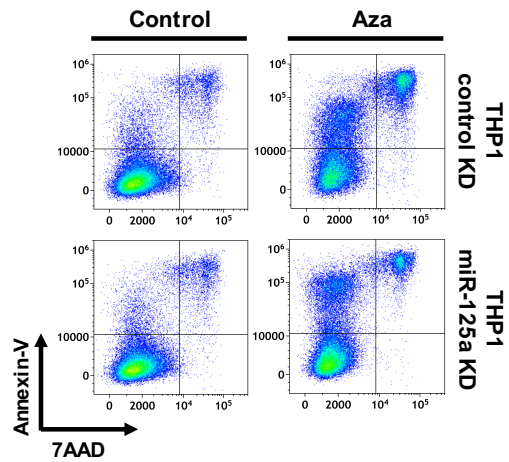 Control Aza
10⁶ 10⁶
10⁵ 10⁵
10000 10000
0 0
0 2000 10⁴ 10⁵ 0 2000 10⁴ 10⁵
THP1
control KD
10⁶ 10⁶
10⁵ 10⁵
10000 10000
0 0
0 2000 10⁴ 10⁵ 0 2000 10⁴ 10⁵
THP1
miR-125a KD
Annexin-V
7AAD